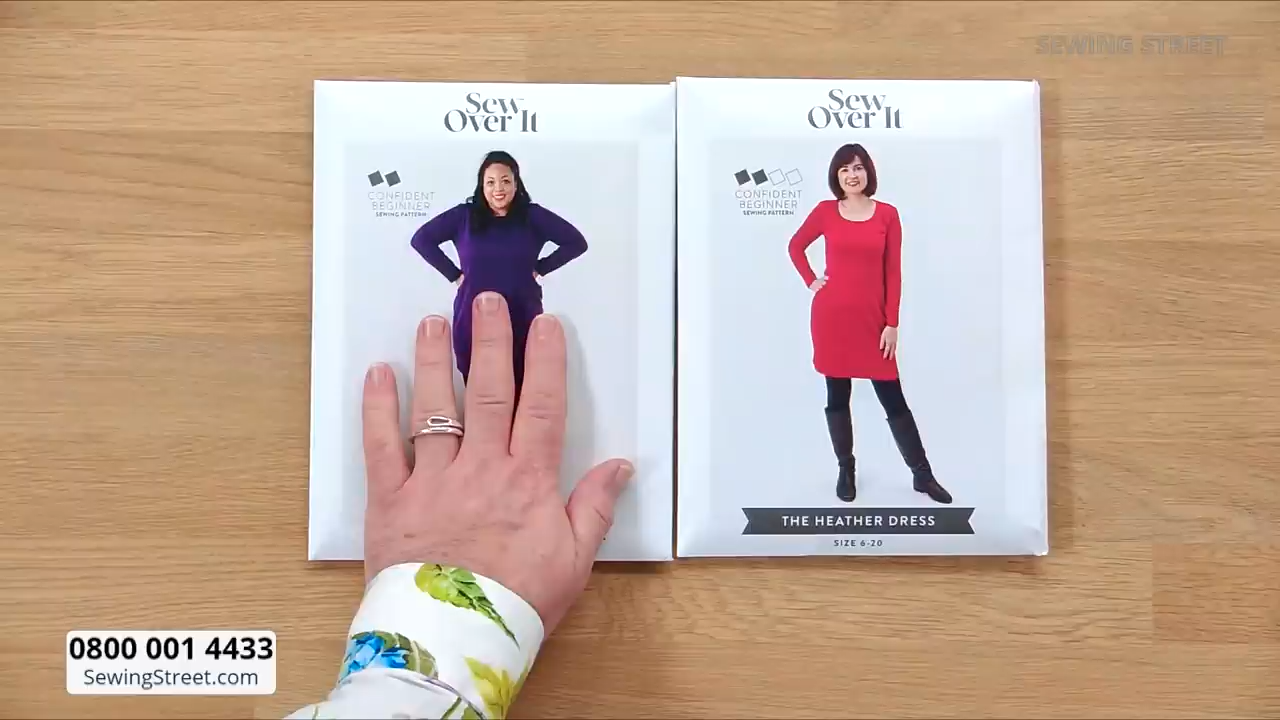 SEWING STREET
Sew
Over It
CONFIDENT
BEGINNER
SEWING PATTERN
Sew
Over It
CONFIDENT
BEGINNER
SEWING PATTERN
THE HEATHER DRESS
SIZE 6-20
0800 001 4433
SewingStreet.com